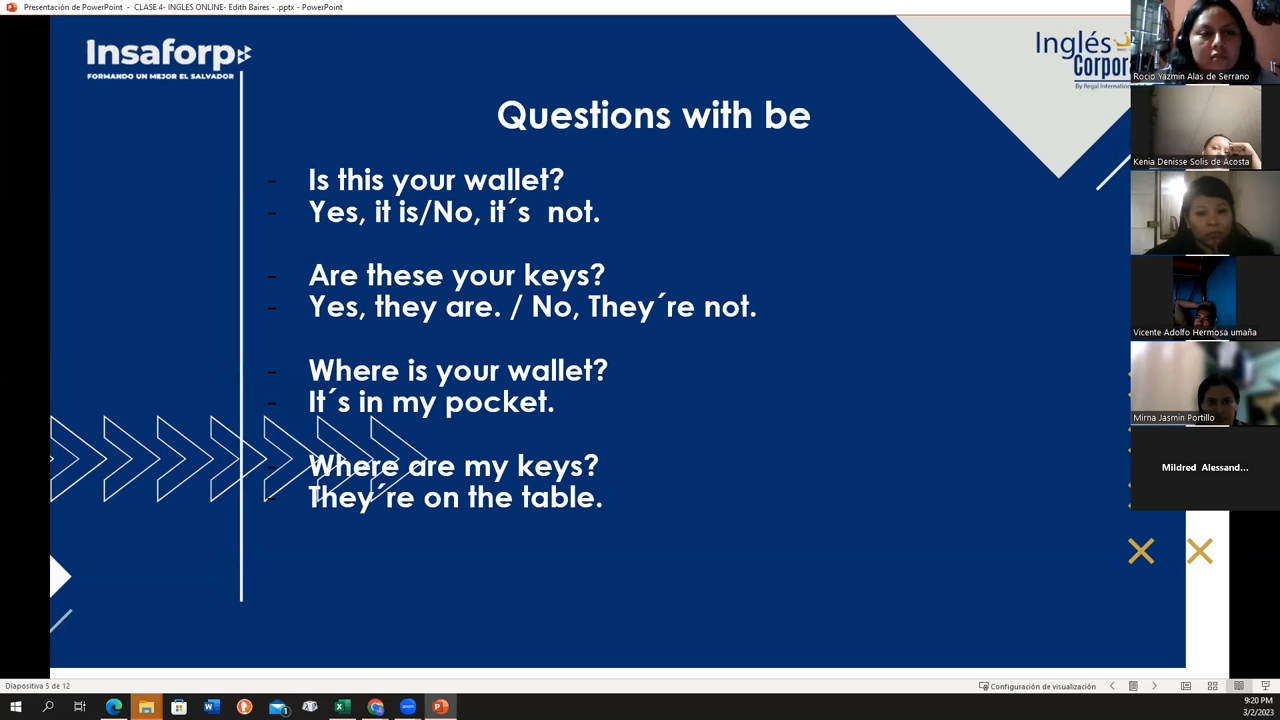 Presentación de PowerPoint - CLASE 4- INGLES ONLINE- Edith Baires - .pptx - PowerPoint
Insaforp
FORMANDO UN MEJOR EL SALVADOR
Inglés
Corpora
By Regal International
Questions with be
- Is this your wallet?
- Yes, it is/No, it´s not.
- Are these your keys?
- Yes, they are. / No, They´re not.
- Where is your wallet?
- It´s in my pocket.
- Where are my keys?
- They´re on the table.
Rocio Yazmin Alas de Serrano
Kenia Denisse Solis de Acosta
Vicente Adolfo Hermosa umaña
Mirna Jasmin Portillo
Mildred Alessand...
Diapositiva 5 de 12
Configuración de visualización
9:20 PM
3/2/2023